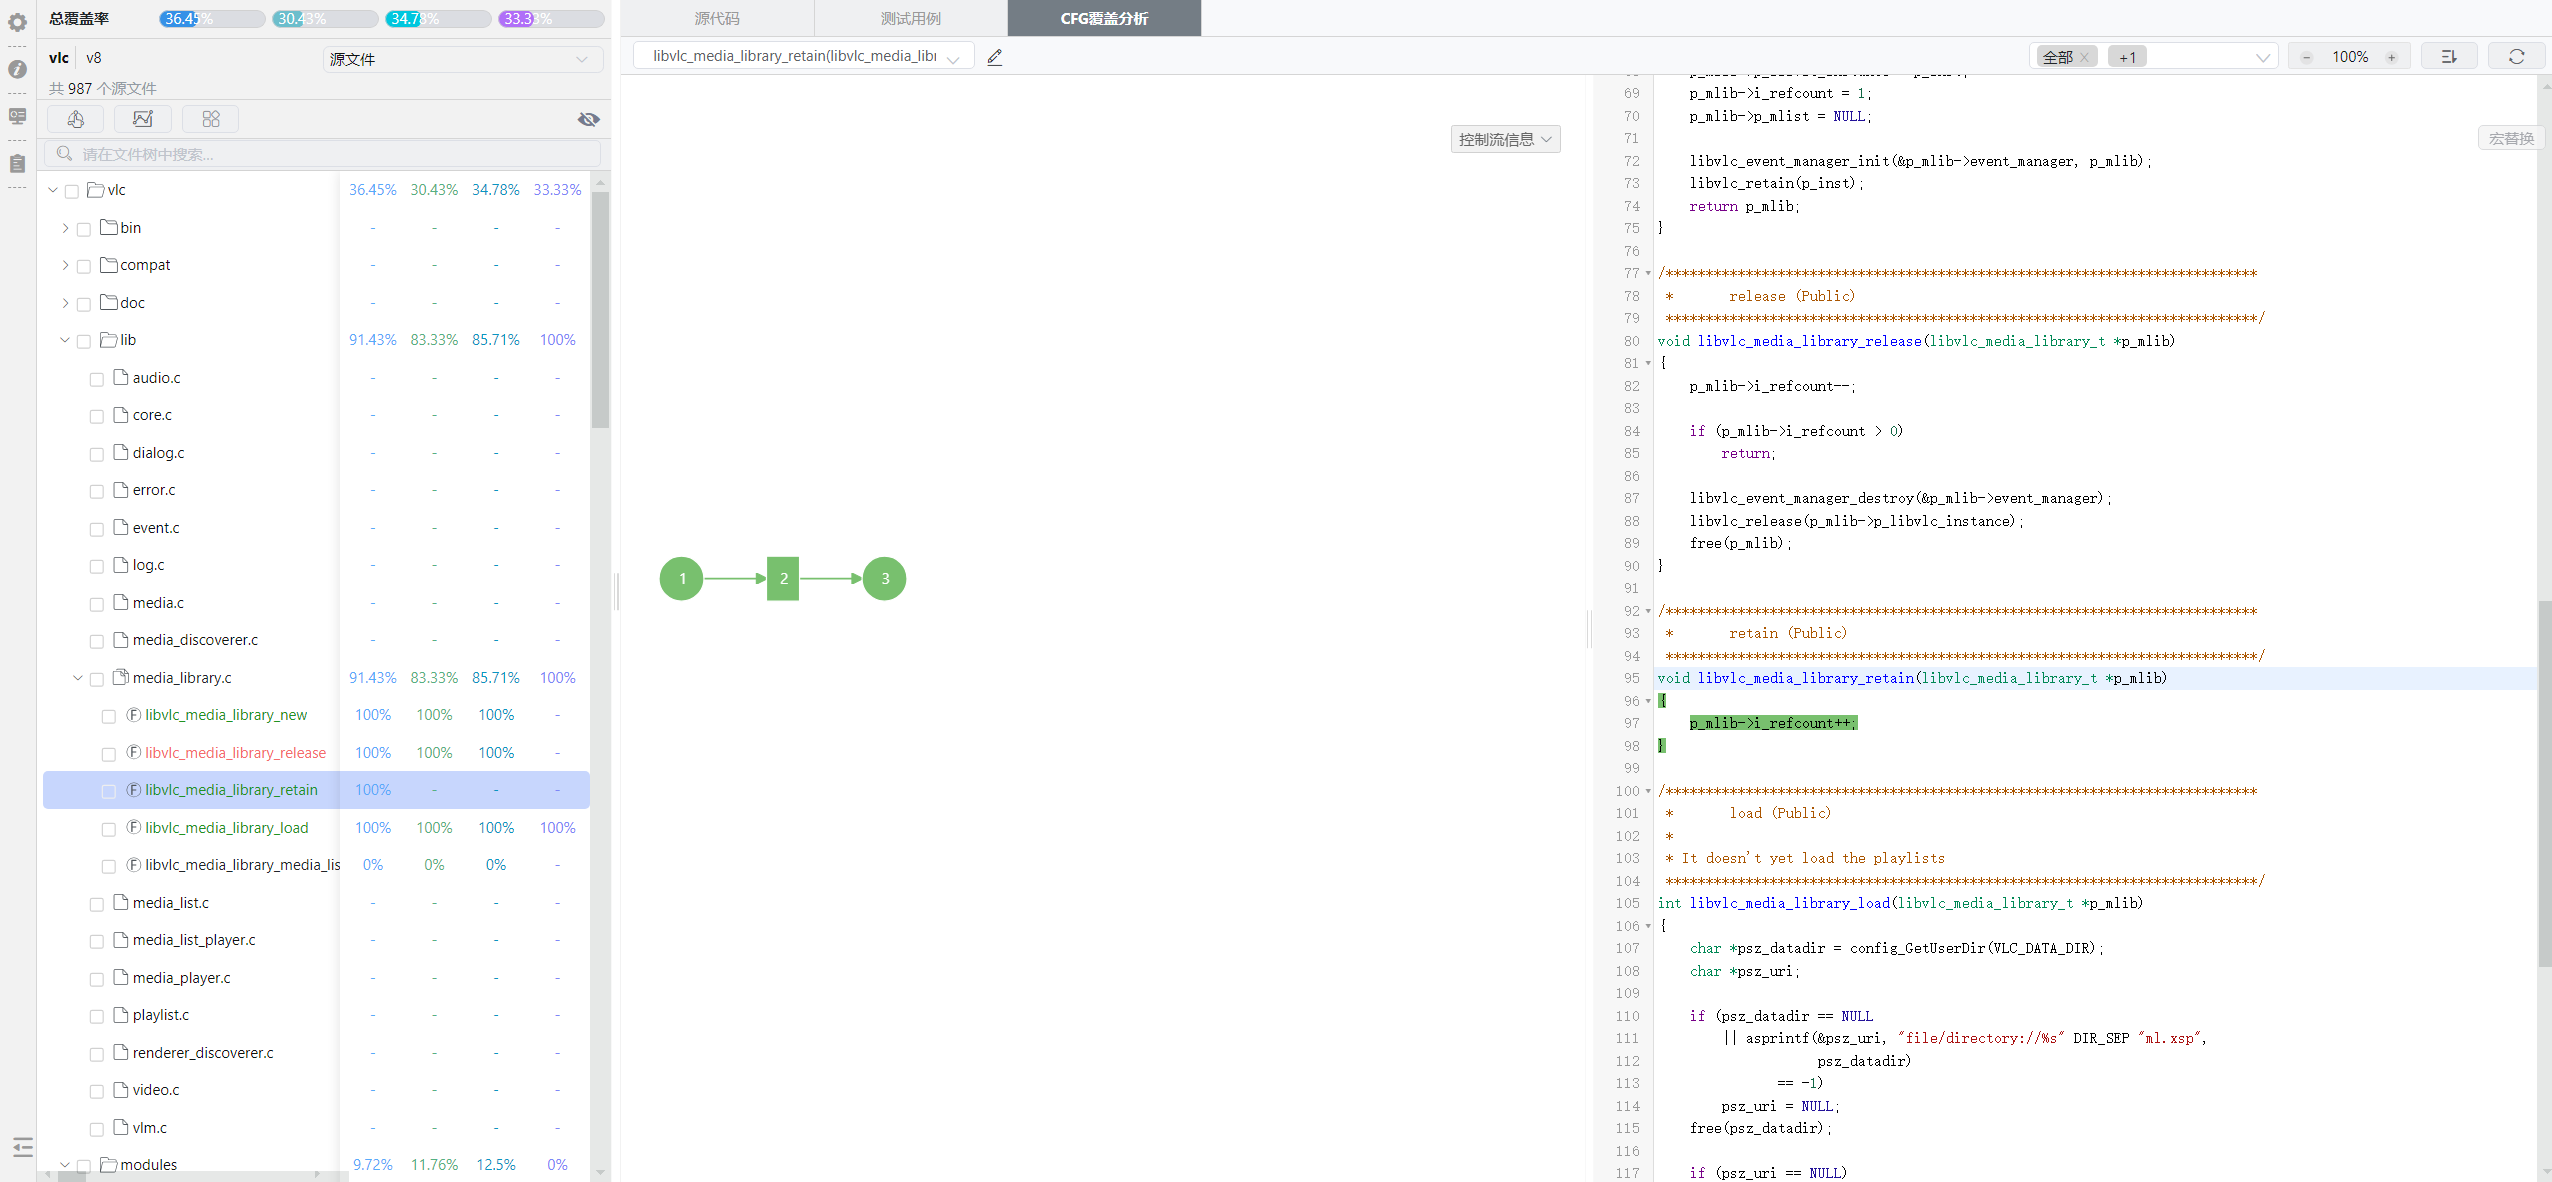 总覆盖率 36.45% 30.43% 34.78% 33.33%
vlc v8 源文件
共 987 个源文件
请在文件树中搜索...
vlc 36.45% 30.43% 34.78% 33.33%
bin - - - -
compat - - - -
doc - - - -
lib 91.43% 83.33% 85.71% 100%
audio.c - - - -
core.c - - - -
dialog.c - - - -
error.c - - - -
event.c - - - -
log.c - - - -
media.c - - - -
media_discoverer.c - - - -
media_library.c 91.43% 83.33% 85.71% 100%
F libvlc_media_library_new 100% 100% 100% -
F libvlc_media_library_release 100% 100% 100% -
F libvlc_media_library_retain 100% - - -
F libvlc_media_library_load 100% 100% 100% 100%
F libvlc_media_library_media_lis 0% 0% 0% -
media_list.c - - - -
media_list_player.c - - - -
media_player.c - - - -
playlist.c - - - -
renderer_discoverer.c - - - -
video.c - - - -
vlm.c - - - -
modules 9.72% 11.76% 12.5% 0%
源代码 测试用例 CFG覆盖分析
libvlc_media_library_retain(libvlc_media_libr
全部 +1 100%
控制流信息
1 2 3
宏替换
69 p_mlib->i_refcount = 1;
70 p_mlib->p_mlist = NULL;
71
72 libvlc_event_manager_init(&p_mlib->event_manager, p_mlib);
73 libvlc_retain(p_inst);
74 return p_mlib;
75 }
76
77 /**************************************************************************
78 * release (Public)
79 **************************************************************************/
80 void libvlc_media_library_release(libvlc_media_library_t *p_mlib)
81 {
82 p_mlib->i_refcount--;
83
84 if (p_mlib->i_refcount > 0)
85 return;
86
87 libvlc_event_manager_destroy(&p_mlib->event_manager);
88 libvlc_release(p_mlib->p_libvlc_instance);
89 free(p_mlib);
90 }
91
92 /**************************************************************************
93 * retain (Public)
94 **************************************************************************/
95 void libvlc_media_library_retain(libvlc_media_library_t *p_mlib)
96 {
97 p_mlib->i_refcount++;
98 }
99
100 /**************************************************************************
101 * load (Public)
102 *
103 * It doesn't yet load the playlists
104 **************************************************************************/
105 int libvlc_media_library_load(libvlc_media_library_t *p_mlib)
106 {
107 char *psz_datadir = config_GetUserDir(VLC_DATA_DIR);
108 char *psz_uri;
109
110 if (psz_datadir == NULL
111 || asprintf(&psz_uri, "file/directory://%s" DIR_SEP "ml.xsp",
112 psz_datadir)
113 == -1)
114 psz_uri = NULL;
115 free(psz_datadir);
116
117 if (psz_uri == NULL)